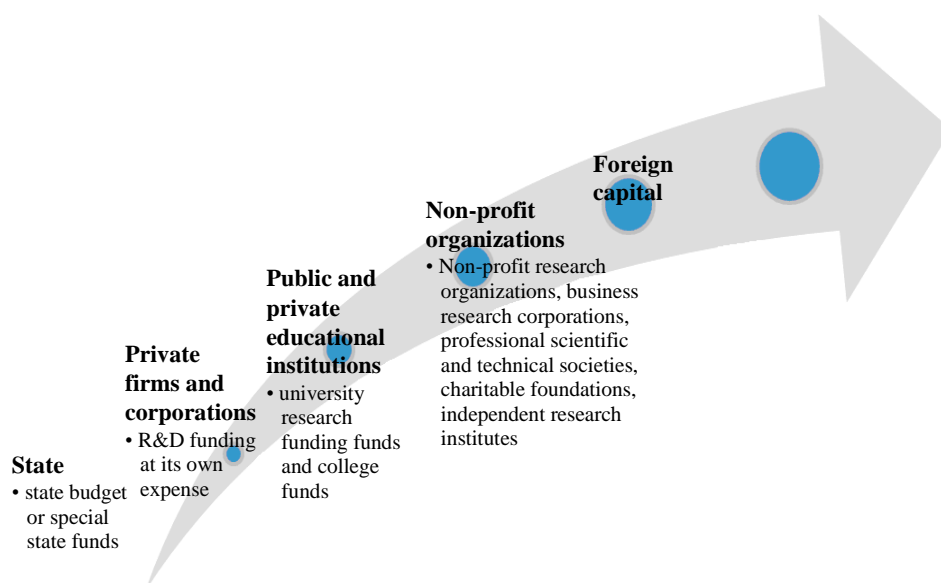 State
• state budget
or special
state funds
Private
firms and
corporations
• R&D funding
at its own
expense
Public and
private
educational
institutions
• university
research
funding funds
and college
funds
Non-profit
organizations
• Non-profit research
organizations, business
research corporations,
professional scientific
and technical societies,
charitable foundations,
independent research
institutes
Foreign
capital